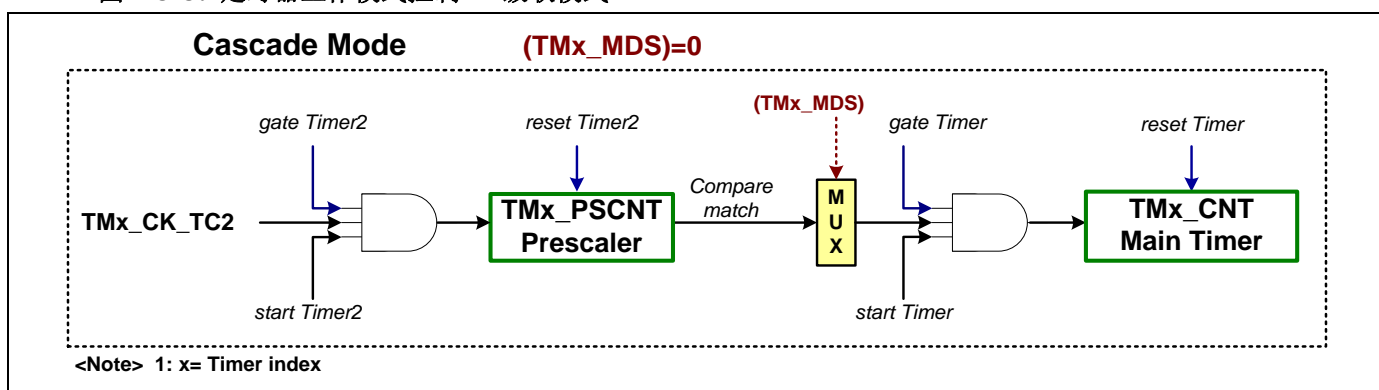 Cascade Mode (TMx_MDS)=0
(TMx_MDS)
gate Timer2
reset Timer2
gate Timer
reset Timer
Compare
match
TMx_CK_TC2
TMx_PSCNT
Prescaler
M
U
X
TMx_CNT
Main Timer
start Timer2
start Timer
<Note> 1: x= Timer index